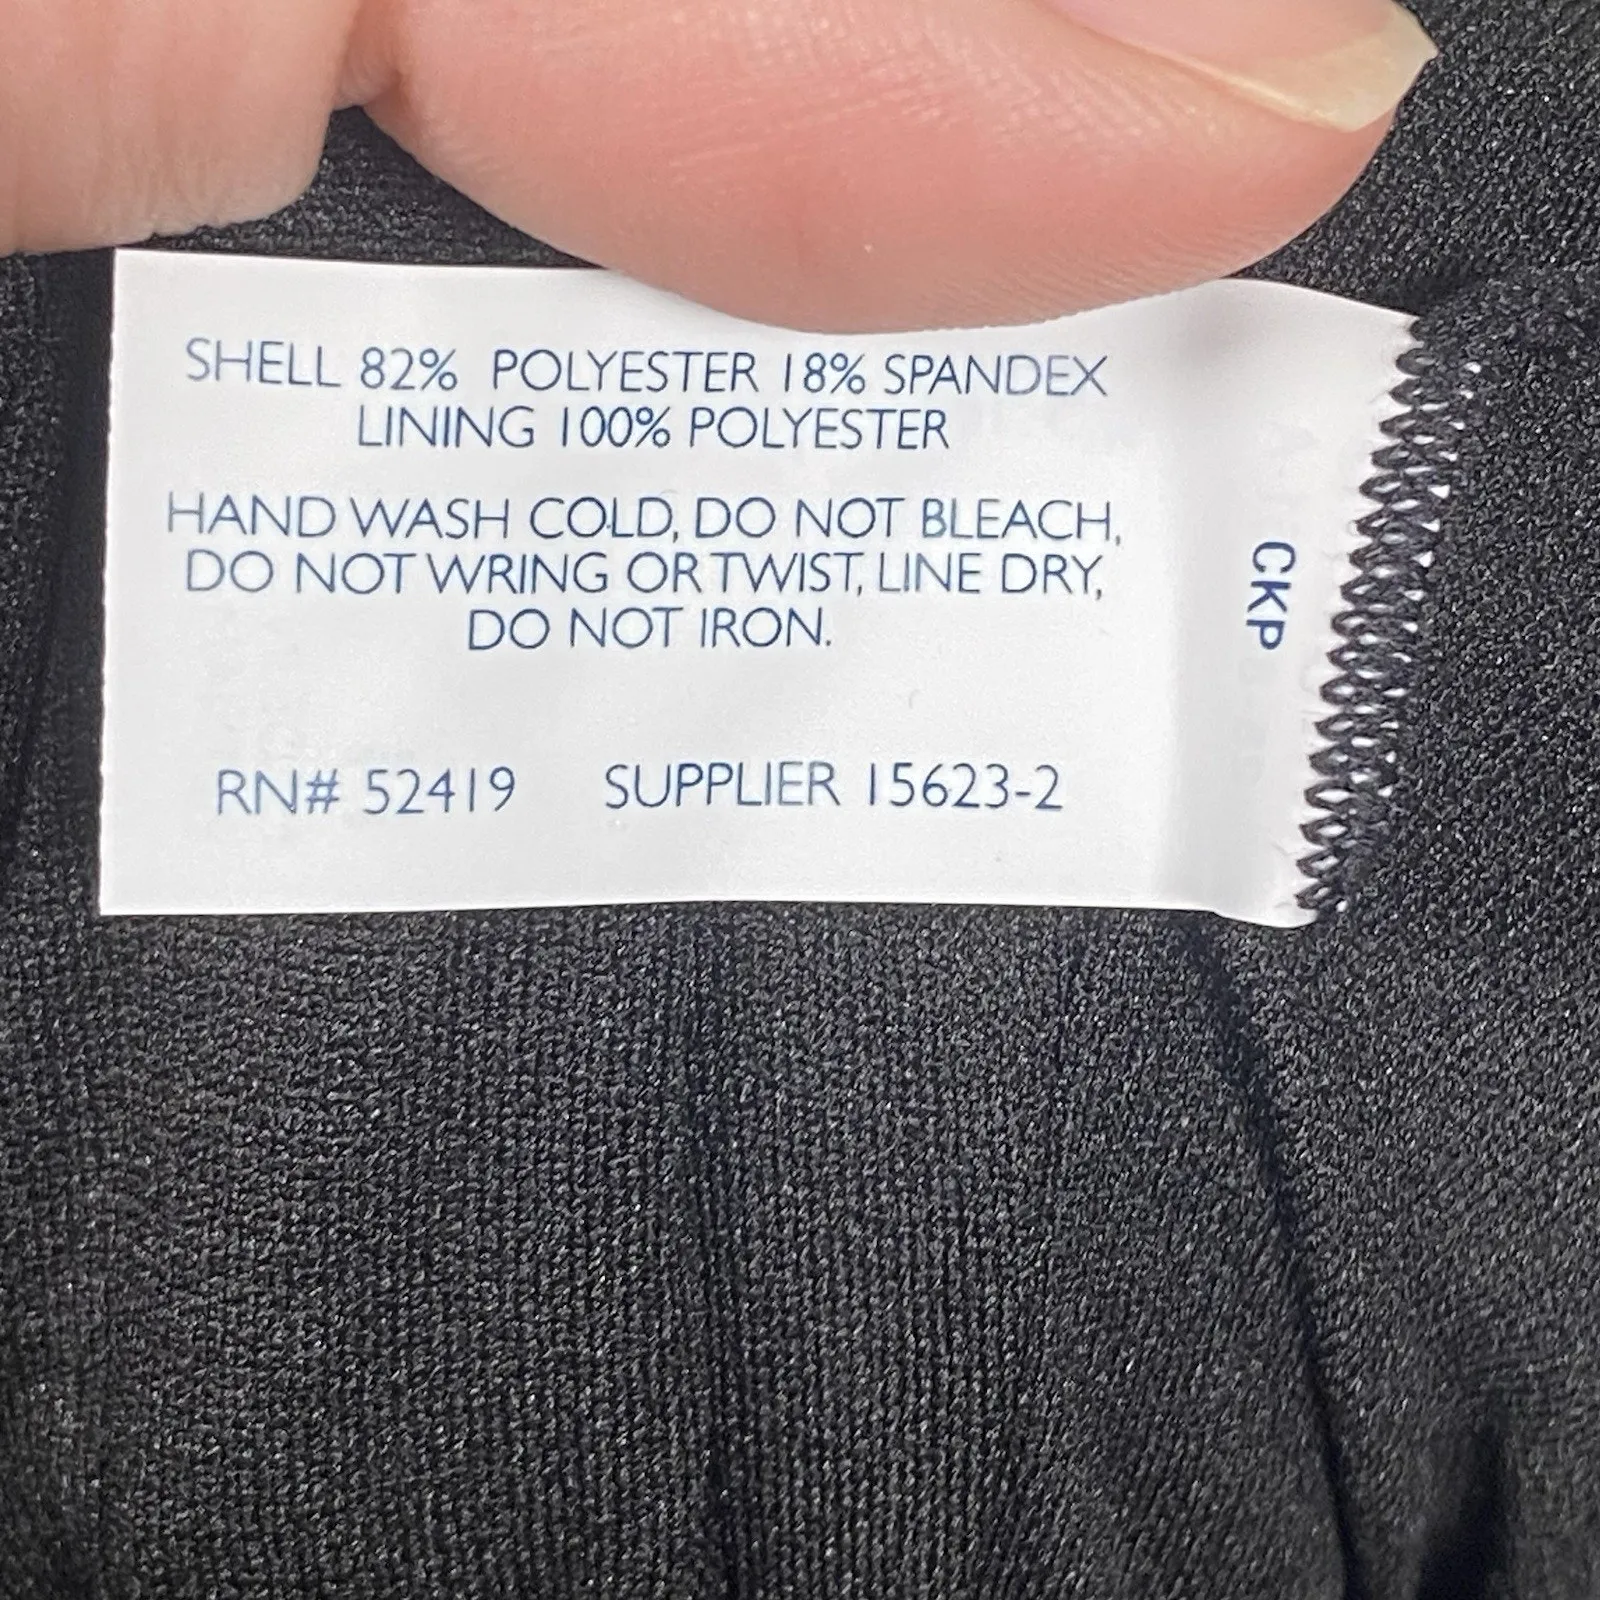 SHELL 82% POLYESTER 18% SPANDEX
LINING 100% POLYESTER
HAND WASH COLD, DO NOT BLEACH,
DO NOT WRING OR TWIST, LINE DRY,
DO NOT IRON.
RN# 52419 SUPPLIER 15623-2
CKP